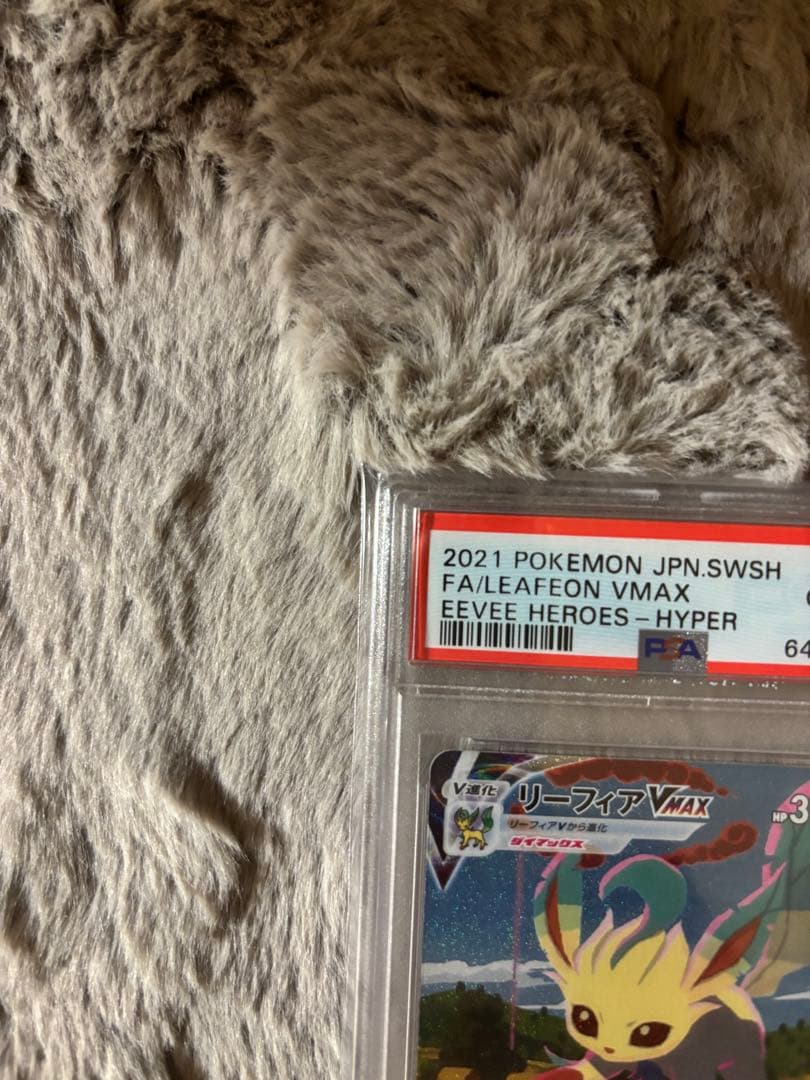 2021 POKEMON JPN.SWSH
FA/LEAFEON VMAX
EEVEE HEROES-HYPER
PSA
64
V進化
リーフィアVMAX
HP 3
リーフィアVから進化
ダイマックス